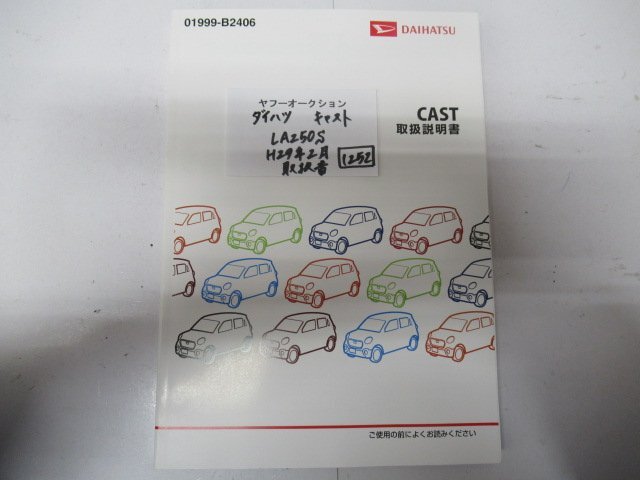 01999-B2406
DAIHATSU
ヤフーオークション
ダイハツ キャスト
LA250S
H29年2月
取扱書 1252
CAST
取扱説明書
ご使用の前によくお読みください